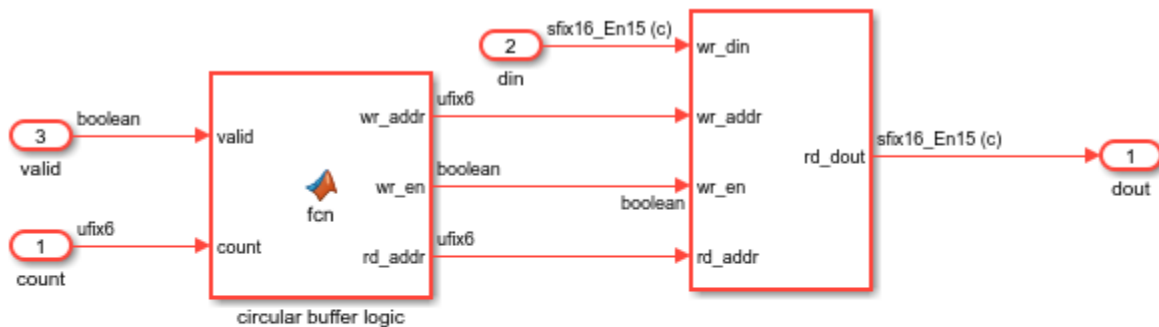 3
valid
boolean
1
count
ufix6
valid
count
fcn
wr_addr
wr_en
rd_addr
circular buffer logic
2
din
sfix16_En15 (c)
ufix6
boolean
boolean
ufix6
wr_din
wr_addr
wr_en
rd_addr
rd_dout
sfix16_En15 (c)
1
dout